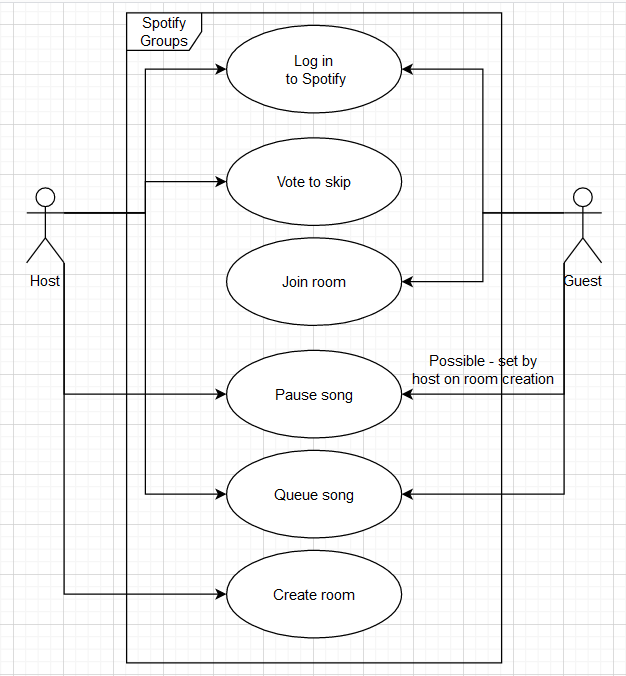 Spotify
Groups
Log in
to Spotify
Vote to skip
Join room
Host
Guest
Possible - set by
host on room creation
Pause song
Queue song
Create room